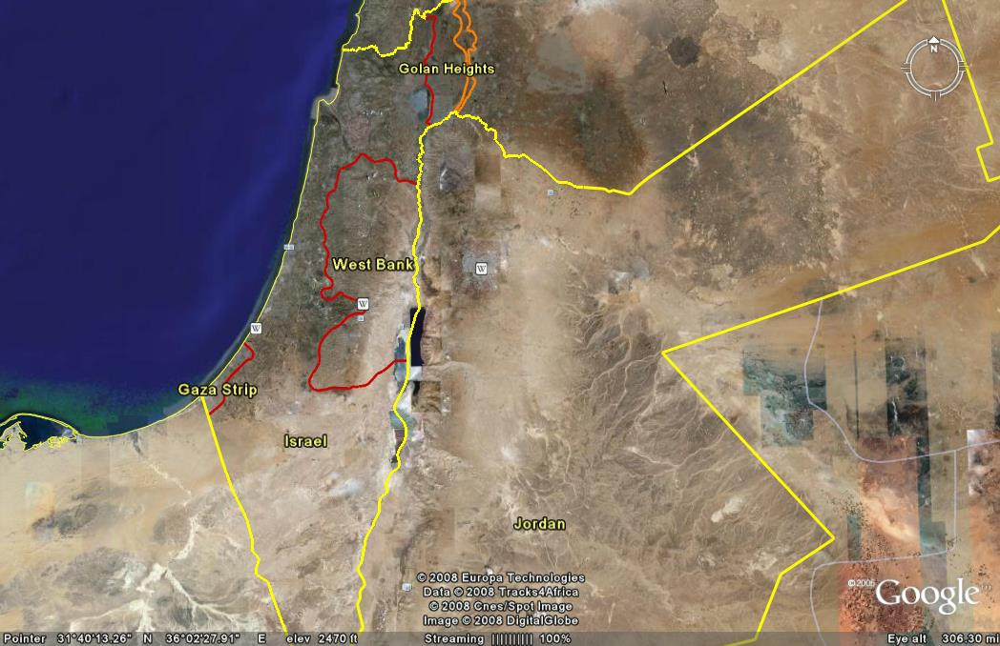 N
Golan Heights
West Bank
W
W
W
Gaza Strip
Israel
Jordan
© 2008 Europa Technologies
Data © 2008 Tracks4Africa
© 2008 Cnes/Spot Image
Image © 2008 DigitalGlobe
©2005 Google™
Pointer 31°40'13.26" N 36°02'27.91" E elev 2470 ft Streaming |||||||||| 100% Eye alt 306.30 mi